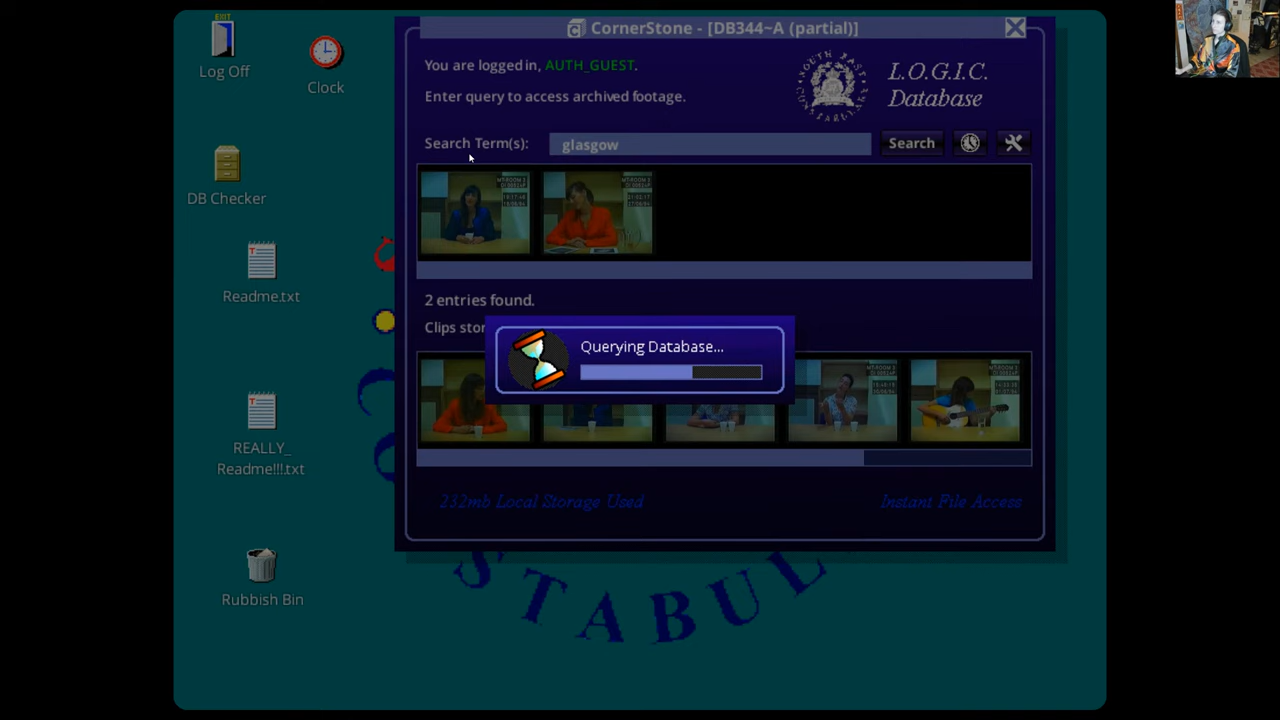 CornerStone - [DB344~A (partial)]
EXIT
Log Off
Clock
You are logged in, AUTH_GUEST.
Enter query to access archived footage.
L.O.G.I.C.
Database
Search Term(s):
glasgow
Search
DB Checker
Readme.txt
2 entries found.
Clips stor
Querying Database...
REALLY_
Readme!!!.txt
232mb Local Storage Used
Instant File Access
STABUL
Rubbish Bin